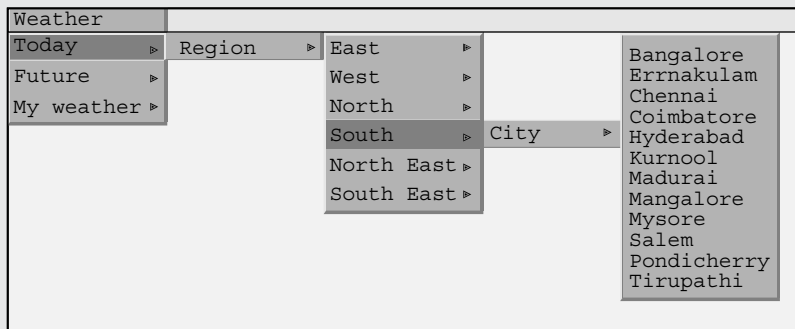 Weather
Today
Future
My weather
Region
East
West
North
South
North East
South East
City
Bangalore
Errnakulam
Chennai
Coimbatore
Hyderabad
Kurnool
Madurai
Mangalore
Mysore
Salem
Pondicherry
Tirupathi